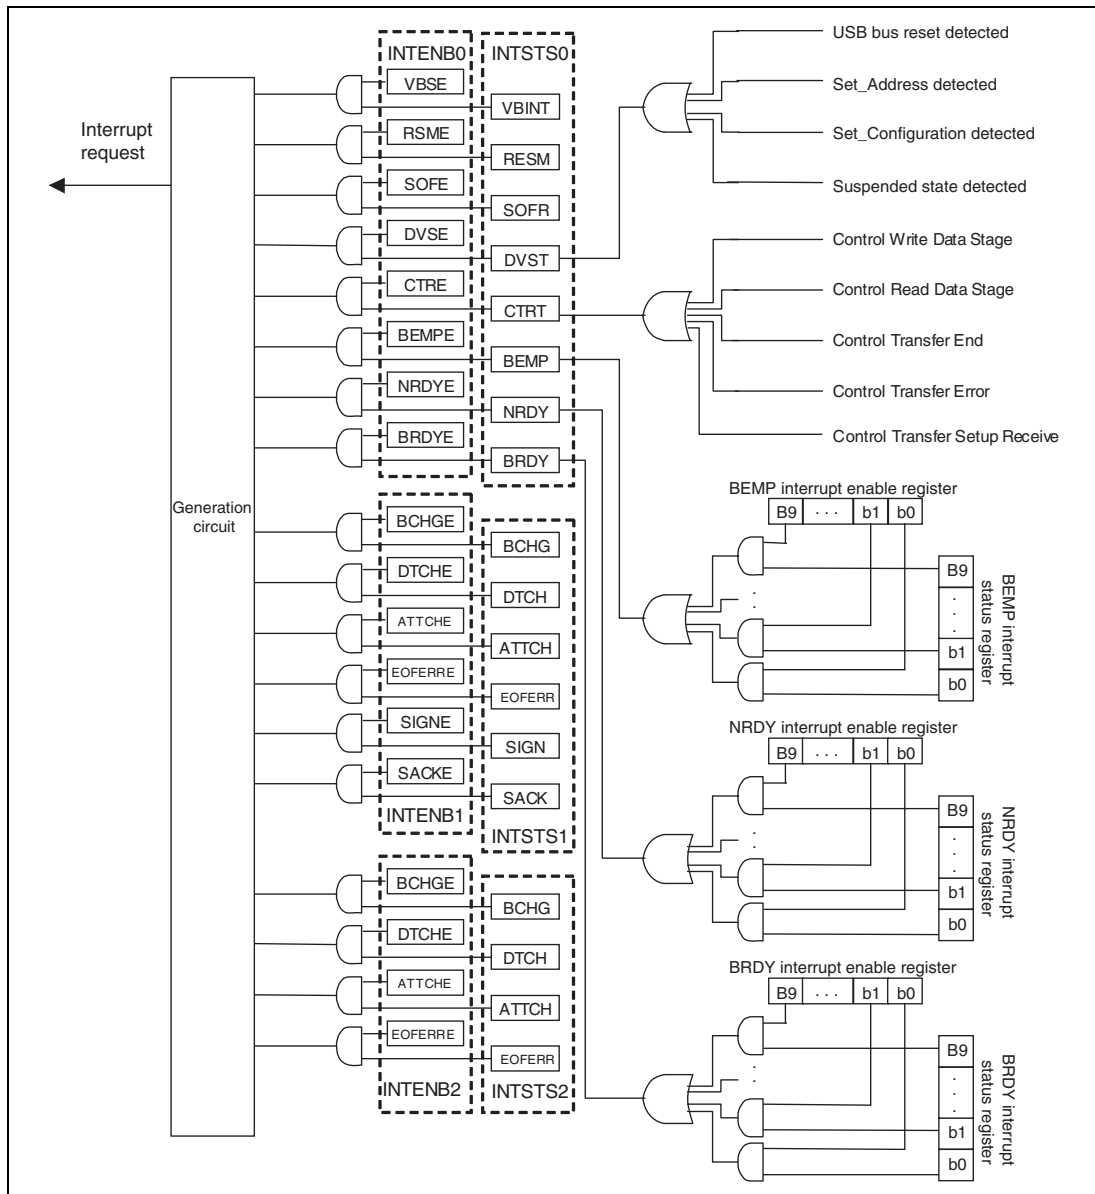 Interrupt
request
Generation
circuit
INTENB0
VBSE
RSME
SOFE
DVSE
CTRE
BEMPE
NRDYE
BRDYE
INTSTS0
VBINT
RESM
SOFR
DVST
CTRT
BEMP
NRDY
BRDY
BCHGE
DTCHE
ATTCHE
EOFERRE
SIGNE
SACKE
INTENB1
BCHG
DTCH
ATTCH
EOFERR
SIGN
SACK
INTSTS1
BCHGE
DTCHE
ATTCHE
EOFERRE
INTENB2
BCHG
DTCH
ATTCH
EOFERR
INTSTS2
USB bus reset detected
Set_Address detected
Set_Configuration detected
Suspended state detected
Control Write Data Stage
Control Read Data Stage
Control Transfer End
Control Transfer Error
Control Transfer Setup Receive
BEMP interrupt enable register
B9 . . . b1 b0
B9
.
.
.
b1
b0
BEMP interrupt
status register
NRDY interrupt enable register
B9 . . . b1 b0
B9
.
.
.
b1
b0
NRDY interrupt
status register
BRDY interrupt enable register
B9 . . . b1 b0
B9
.
.
.
b1
b0
BRDY interrupt
status register